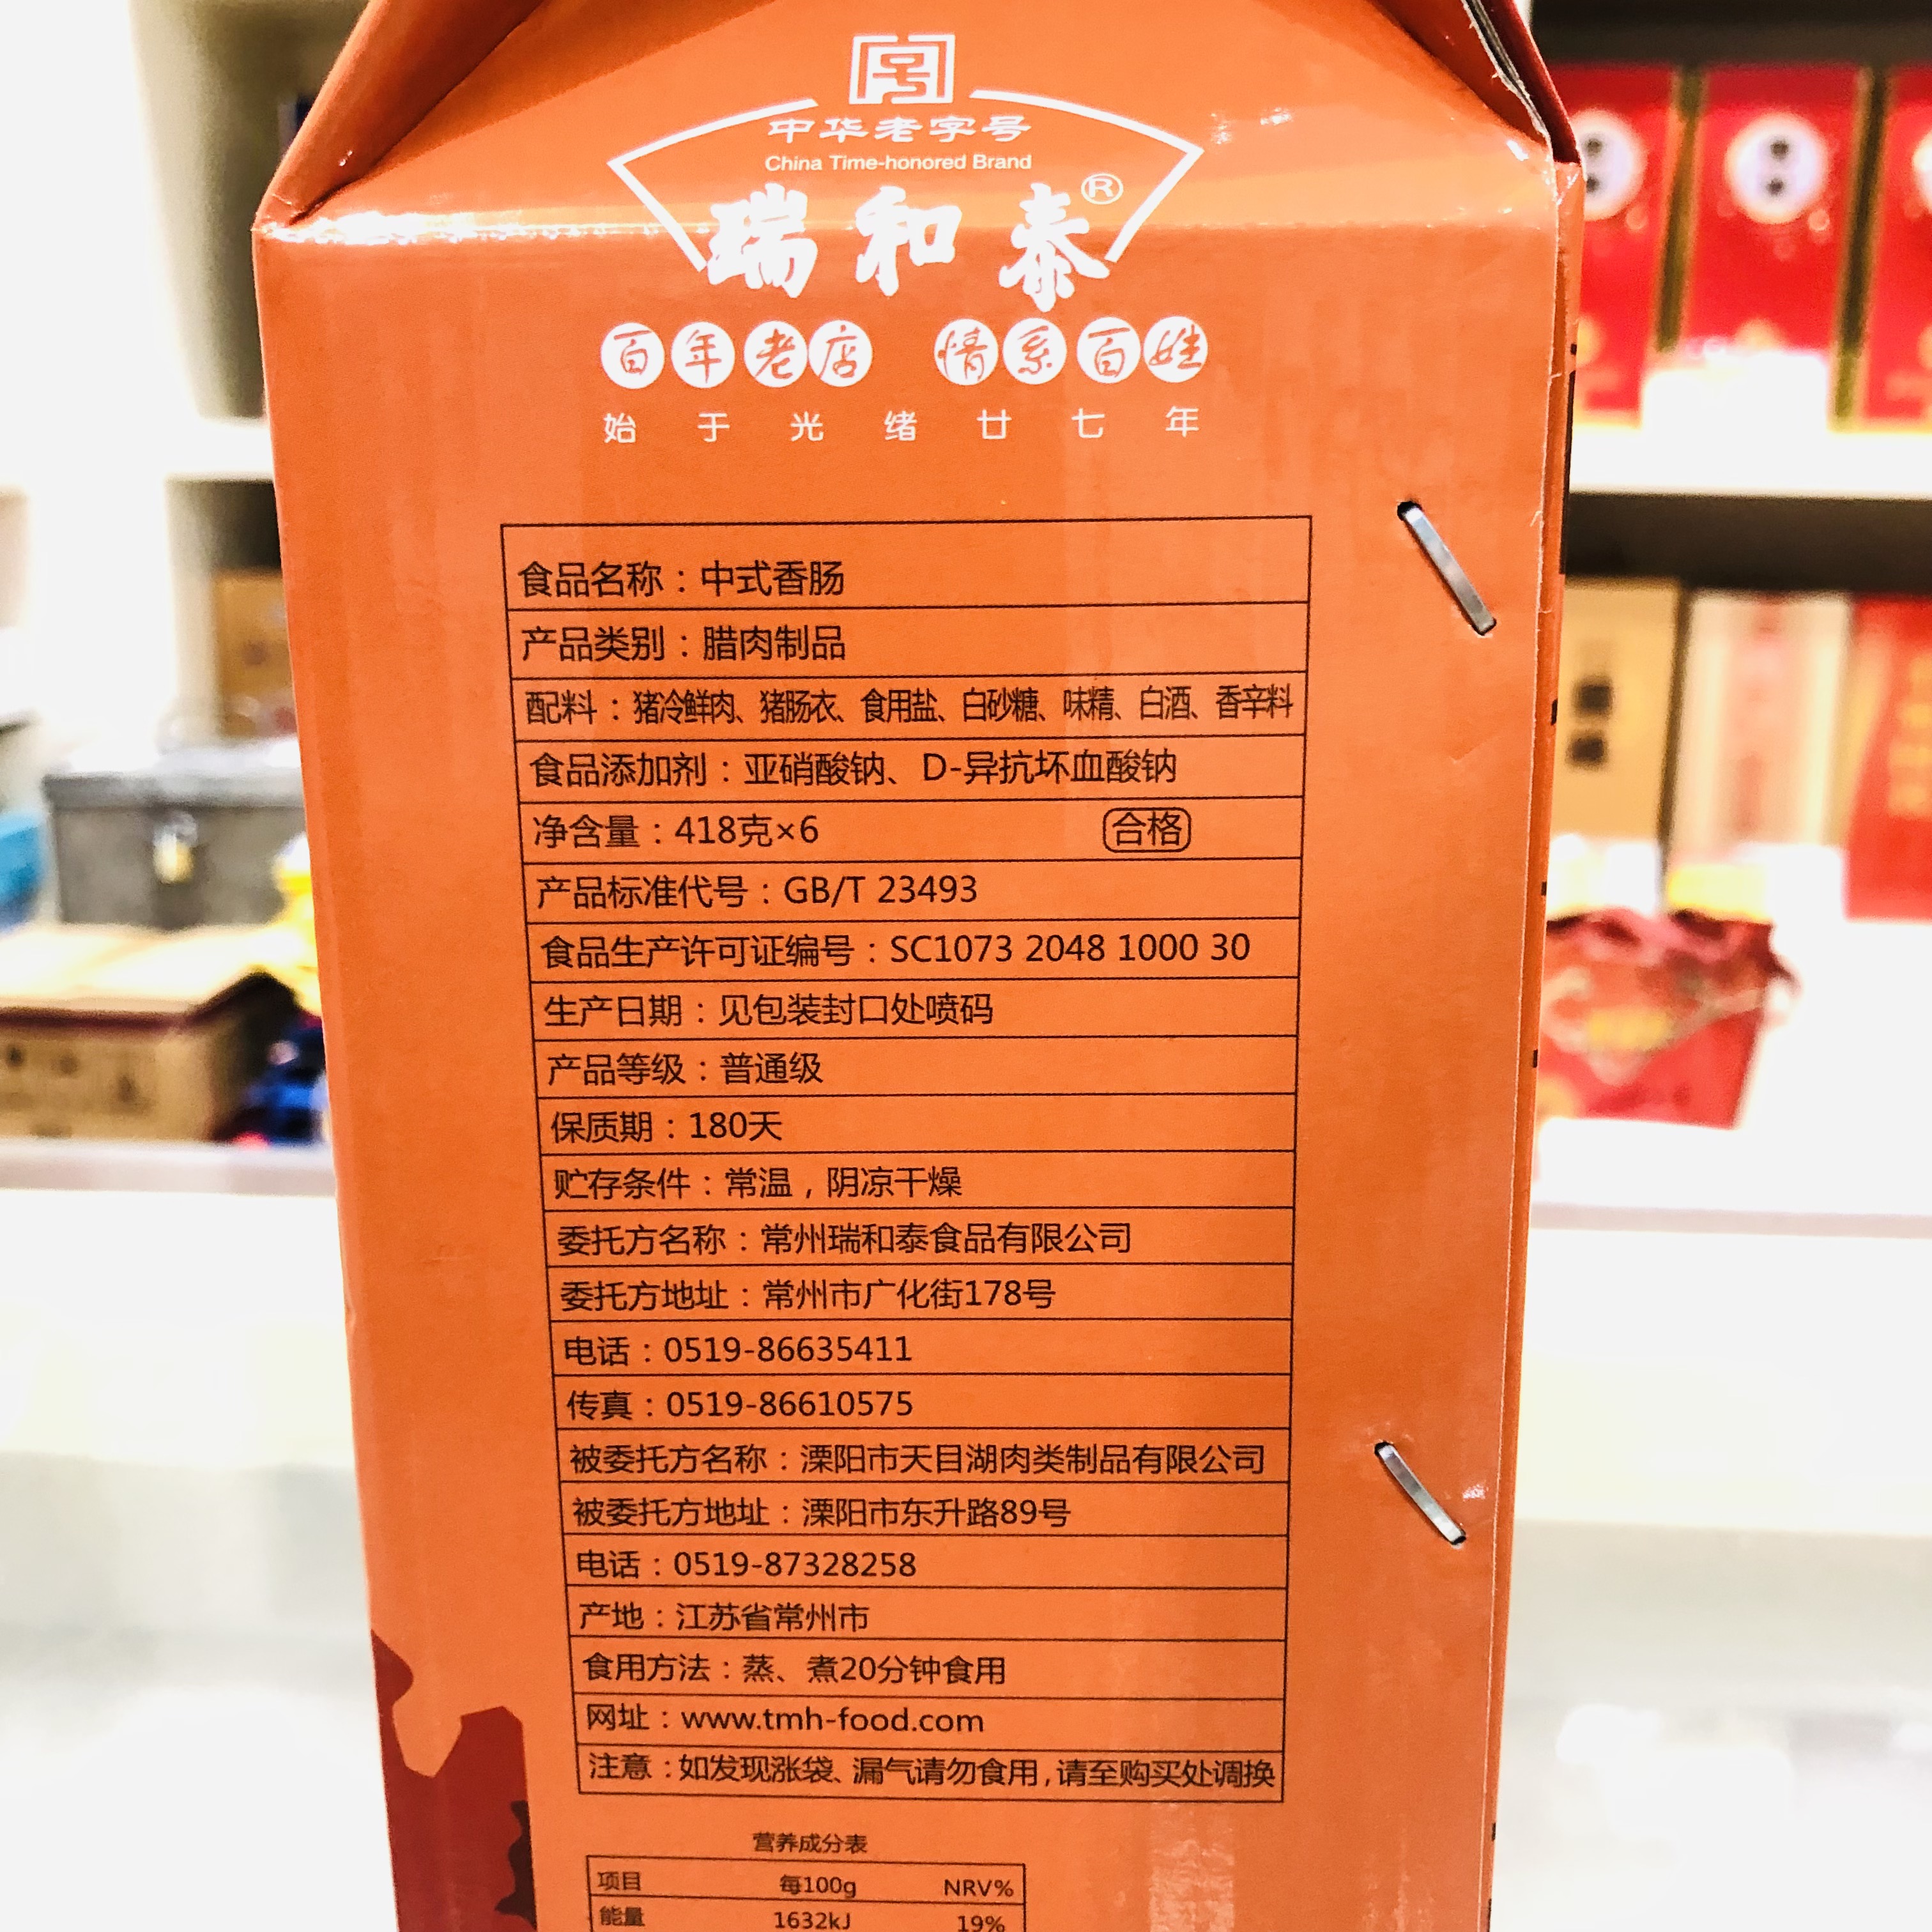 中华老字号
China Time-honored Brand
瑞和泰®
百年老店 情系百姓
始于光绪廿七年
食品名称：中式香肠
产品类别：腊肉制品
配料：猪冷鲜肉、猪肠衣、食用盐、白砂糖、味精、白酒、香辛料
食品添加剂：亚硝酸钠、D-异抗坏血酸钠
净含量：418克×6 合格
产品标准代号：GB/T 23493
食品生产许可证编号：SC1073 2048 1000 30
生产日期：见包装封口处喷码
产品等级：普通级
保质期：180天
贮存条件：常温，阴凉干燥
委托方名称：常州瑞和泰食品有限公司
委托方地址：常州市广化街178号
电话：0519-86635411
传真：0519-86610575
被委托方名称：溧阳市天目湖肉类制品有限公司
被委托方地址：溧阳市东升路89号
电话：0519-87328258
产地：江苏省常州市
食用方法：蒸、煮20分钟食用
网址：www.tmh-food.com
注意：如发现涨袋、漏气请勿食用,请至购买处调换
营养成分表
项目 每100g NRV%
能量 1632kJ 19%